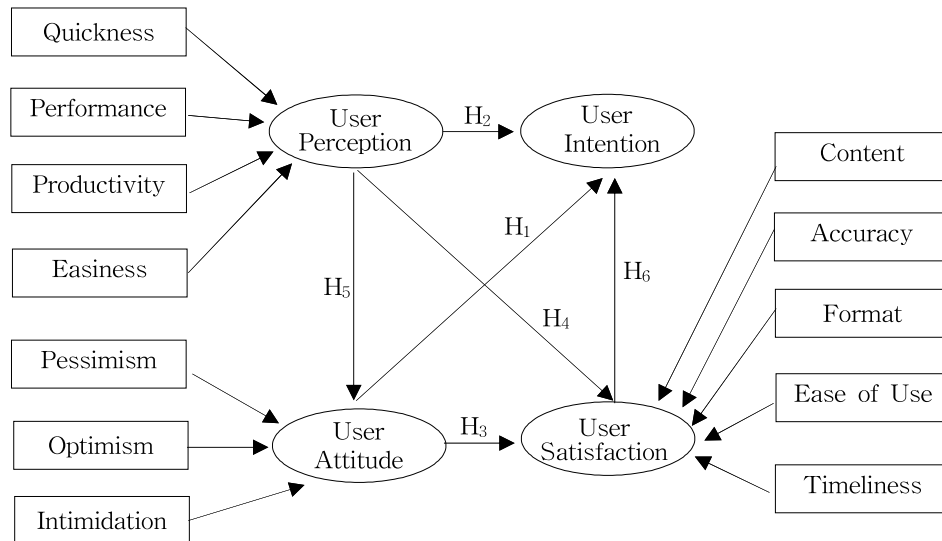 Quickness
Performance
Productivity
Easiness
Pessimism
Optimism
Intimidation
User
Perception
H2
User
Intention
H1
H5
H4
H6
User
Attitude
H3
User
Satisfaction
Content
Accuracy
Format
Ease of Use
Timeliness